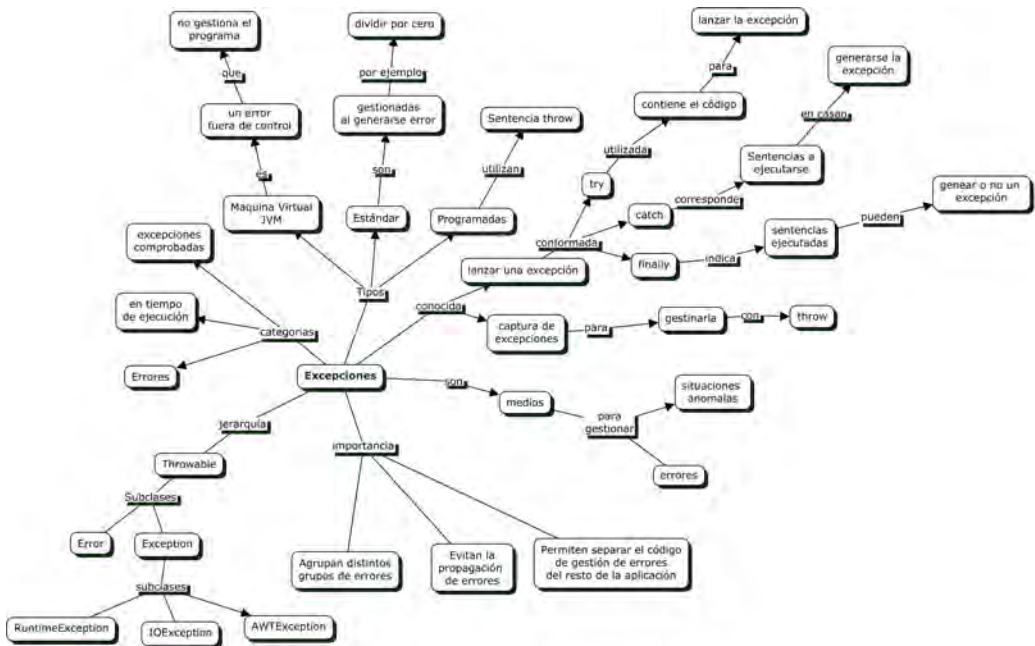 no gestiona el
programa
que
un error
fuera de control
es
Maquina Virtual
JVM
dividir por cero
por ejemplo
gestionadas
al generarse error
son
Estándar
Sentencia throw
utilizan
Programadas
Tipos
lanzar la excepción
para
contiene el código
utilizada
try
generarse la
excepción
en casan
Sentencias a
ejecutarse
corresponde
catch
genear o no un
excepción
pueden
sentencias
ejecutadas
indica
finally
conformada
lanzar una excepción
conocida
captura de
excepciones
para
gestinarla
con
throw
excepciones
comprobadas
en tiempo
de ejecución
categorias
Errores
Excepciones
son
medios
para
gestionar
situaciones
anomalas
errores
jerarquía
Throwable
Subclases
Error
Exception
subclases
RuntimeException
IOException
AWTException
importancia
Agrupan distintos
grupos de errores
Evitan la
propagación
de errores
Permiten separar el código
de gestión de errores
del resto de la aplicación